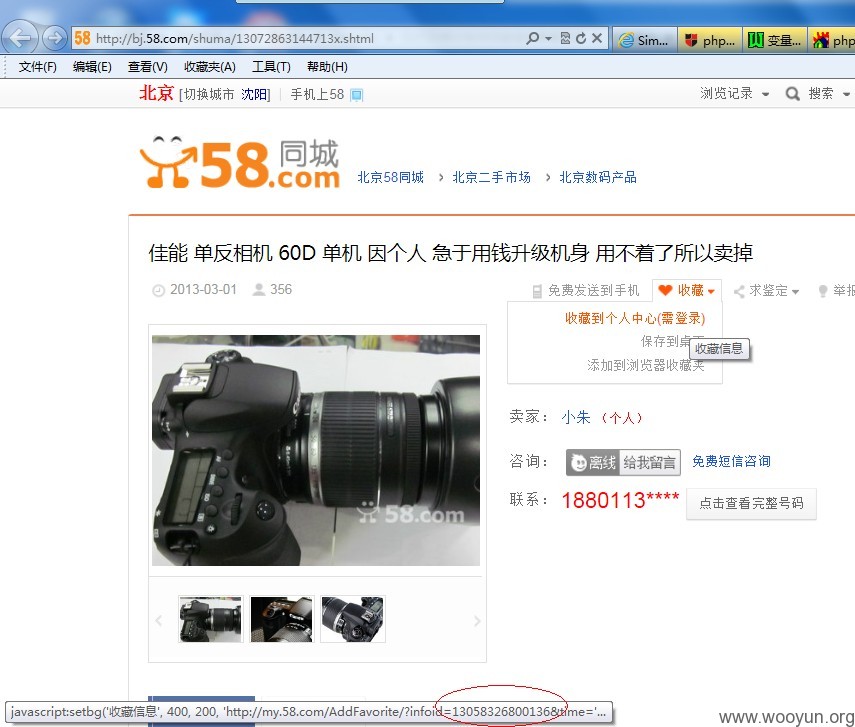 58 http://bj.58.com/shuma/13072863144713x.shtml
Sim...
php...
变量...
php
文件(F) 编辑(E) 查看(V) 收藏夹(A) 工具(T) 帮助(H)
北京 [切换城市 沈阳] 手机上58
浏览记录 搜索
58同城.com
北京58同城 › 北京二手市场 › 北京数码产品
佳能 单反相机 60D 单机 因个人 急于用钱升级机身 用不着了所以卖掉
2013-03-01 356
免费发送到手机 收藏 求鉴定 举报
收藏到个人中心(需登录)
保存到桌
收藏信息
添加到浏览器收藏夹
卖家： 小朱 （个人）
咨询： 离线 给我留言 免费短信咨询
联系： 1880113**** 点击查看完整号码
58.com
javascript:setbg('收藏信息', 400, 200, 'http://my.58.com/AddFavorite/?infoid=13058326800136&time='...
www.wooyun.org